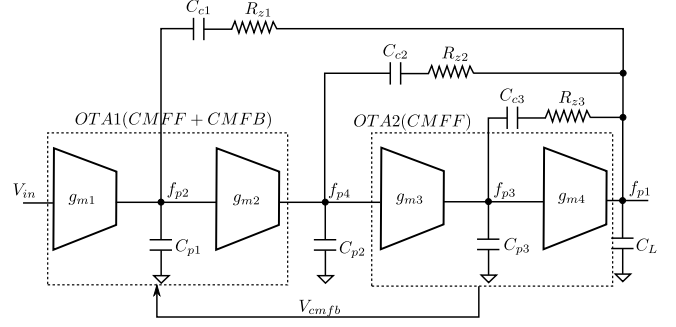 C_{c1}
R_{z1}
C_{c2}
R_{z2}
C_{c3}
R_{z3}
OTA1(CMFF + CMFB)
OTA2(CMFF)
V_{in}
g_{m1}
f_{p2}
g_{m2}
f_{p4}
g_{m3}
f_{p3}
g_{m4}
f_{p1}
C_{p1}
C_{p2}
C_{p3}
C_L
V_{cmfb}